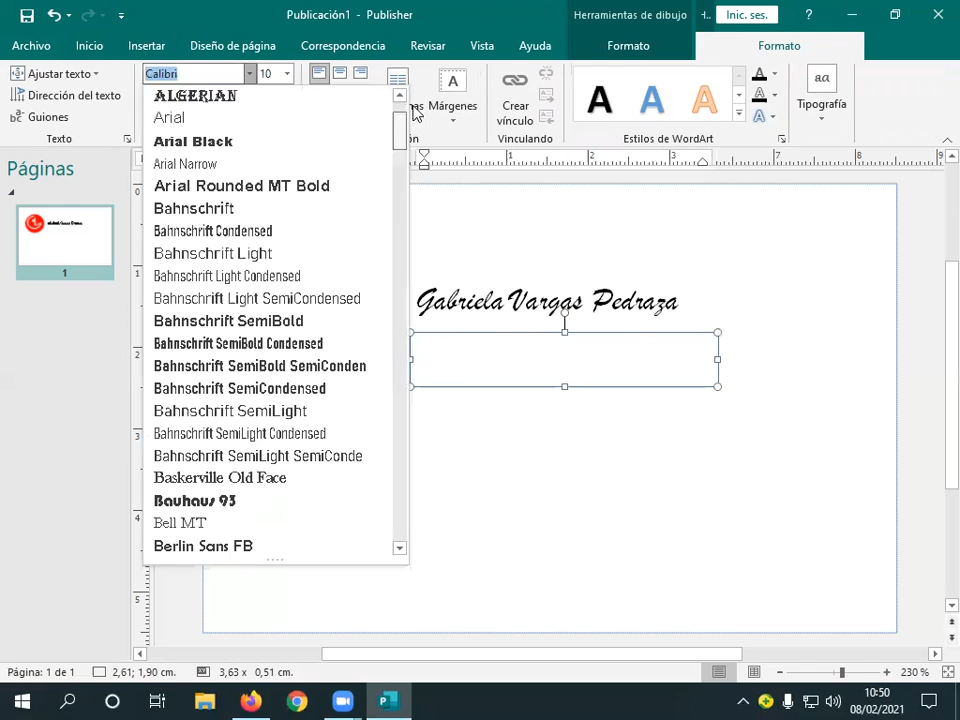 Publicación1 - Publisher
Herramientas de dibujo
H..
Inic. ses.
?
Archivo
Inicio
Insertar
Diseño de página
Correspondencia
Revisar
Vista
Ayuda
Formato
Formato
Ajustar texto
Dirección del texto
Guiones
Texto
Calibri
10
Márgenes
Crear
vínculo
Vinculando
A A A
Estilos de WordArt
Tipografía
Páginas
1
ALGERIAN
Arial
Arial Black
Arial Narrow
Arial Rounded MT Bold
Bahnschrift
Bahnschrift Condensed
Bahnschrift Light
Bahnschrift Light Condensed
Bahnschrift Light SemiCondensed
Bahnschrift SemiBold
Bahnschrift SemiBold Condensed
Bahnschrift SemiBold SemiConden
Bahnschrift SemiCondensed
Bahnschrift SemiLight
Bahnschrift SemiLight Condensed
Bahnschrift SemiLight SemiConde
Baskerville Old Face
Bauhaus 93
Bell MT
Berlin Sans FB
Gabriela Vargas Pedraza
Página: 1 de 1
2,61; 1,90 cm.
3,63 x 0,51 cm.
230 %
10:50
08/02/2021